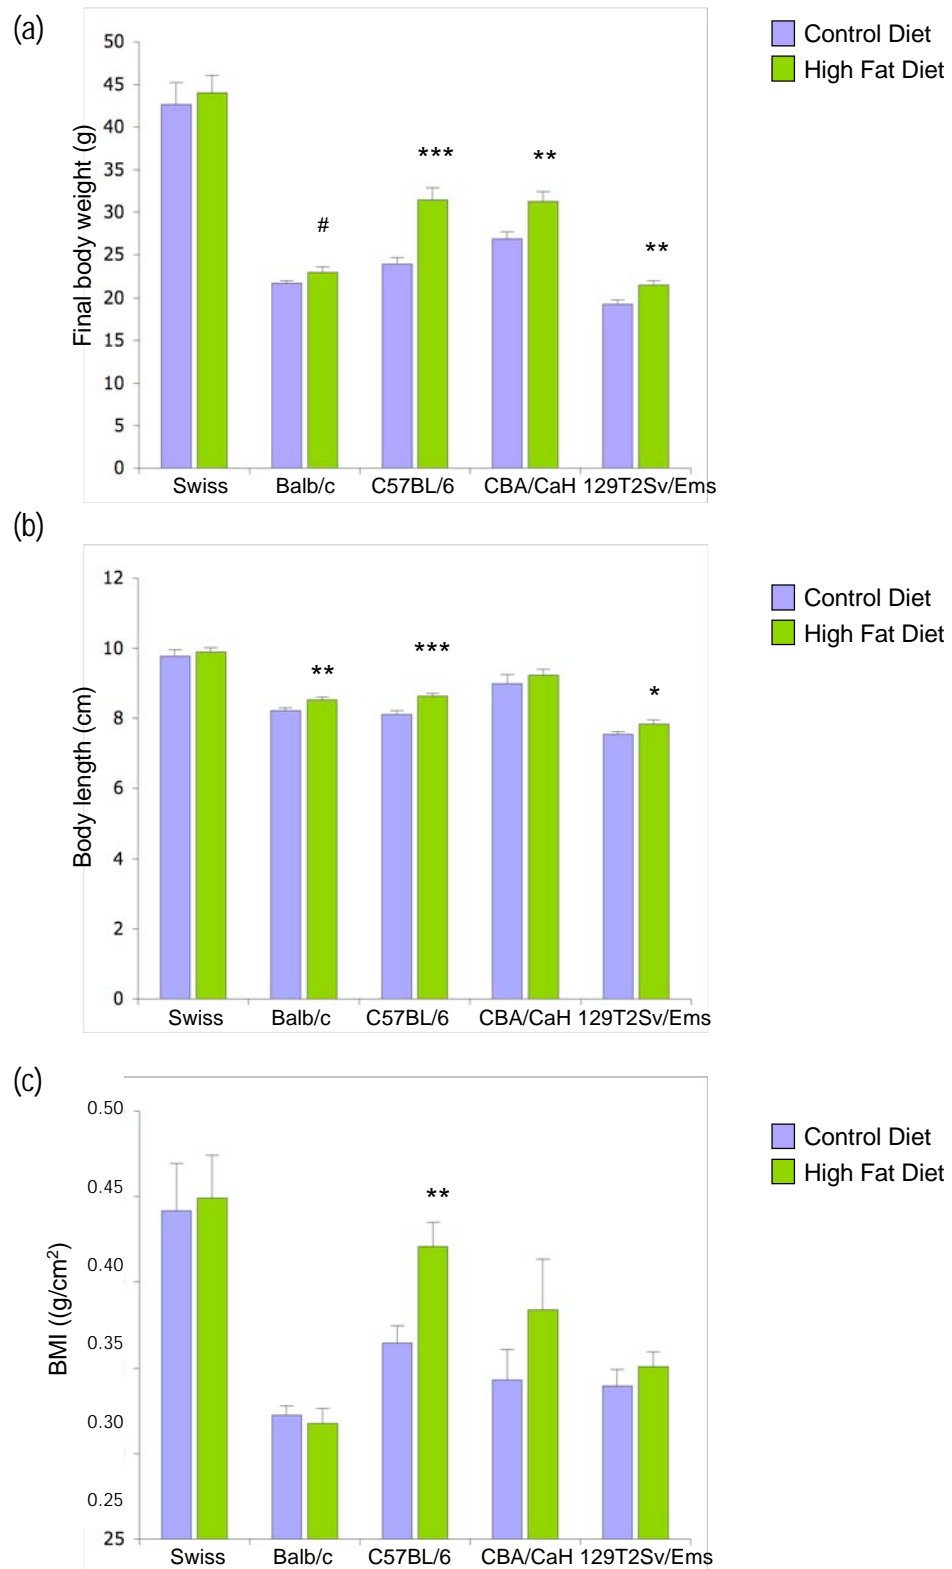 (a)
Control Diet
High Fat Diet
Final body weight (g)
50
45
40
35
30
25
20
15
10
5
0
***
**
#
**
Swiss Balb/c C57BL/6 CBA/CaH 129T2Sv/Ems
(b)
Control Diet
High Fat Diet
Body length (cm)
12
10
8
6
4
2
0
**
***
*
Swiss Balb/c C57BL/6 CBA/CaH 129T2Sv/Ems
(c)
Control Diet
High Fat Diet
BMI ((g/cm²)
0.50
0.45
0.40
0.35
0.30
0.25
25
**
Swiss Balb/c C57BL/6 CBA/CaH 129T2Sv/Ems